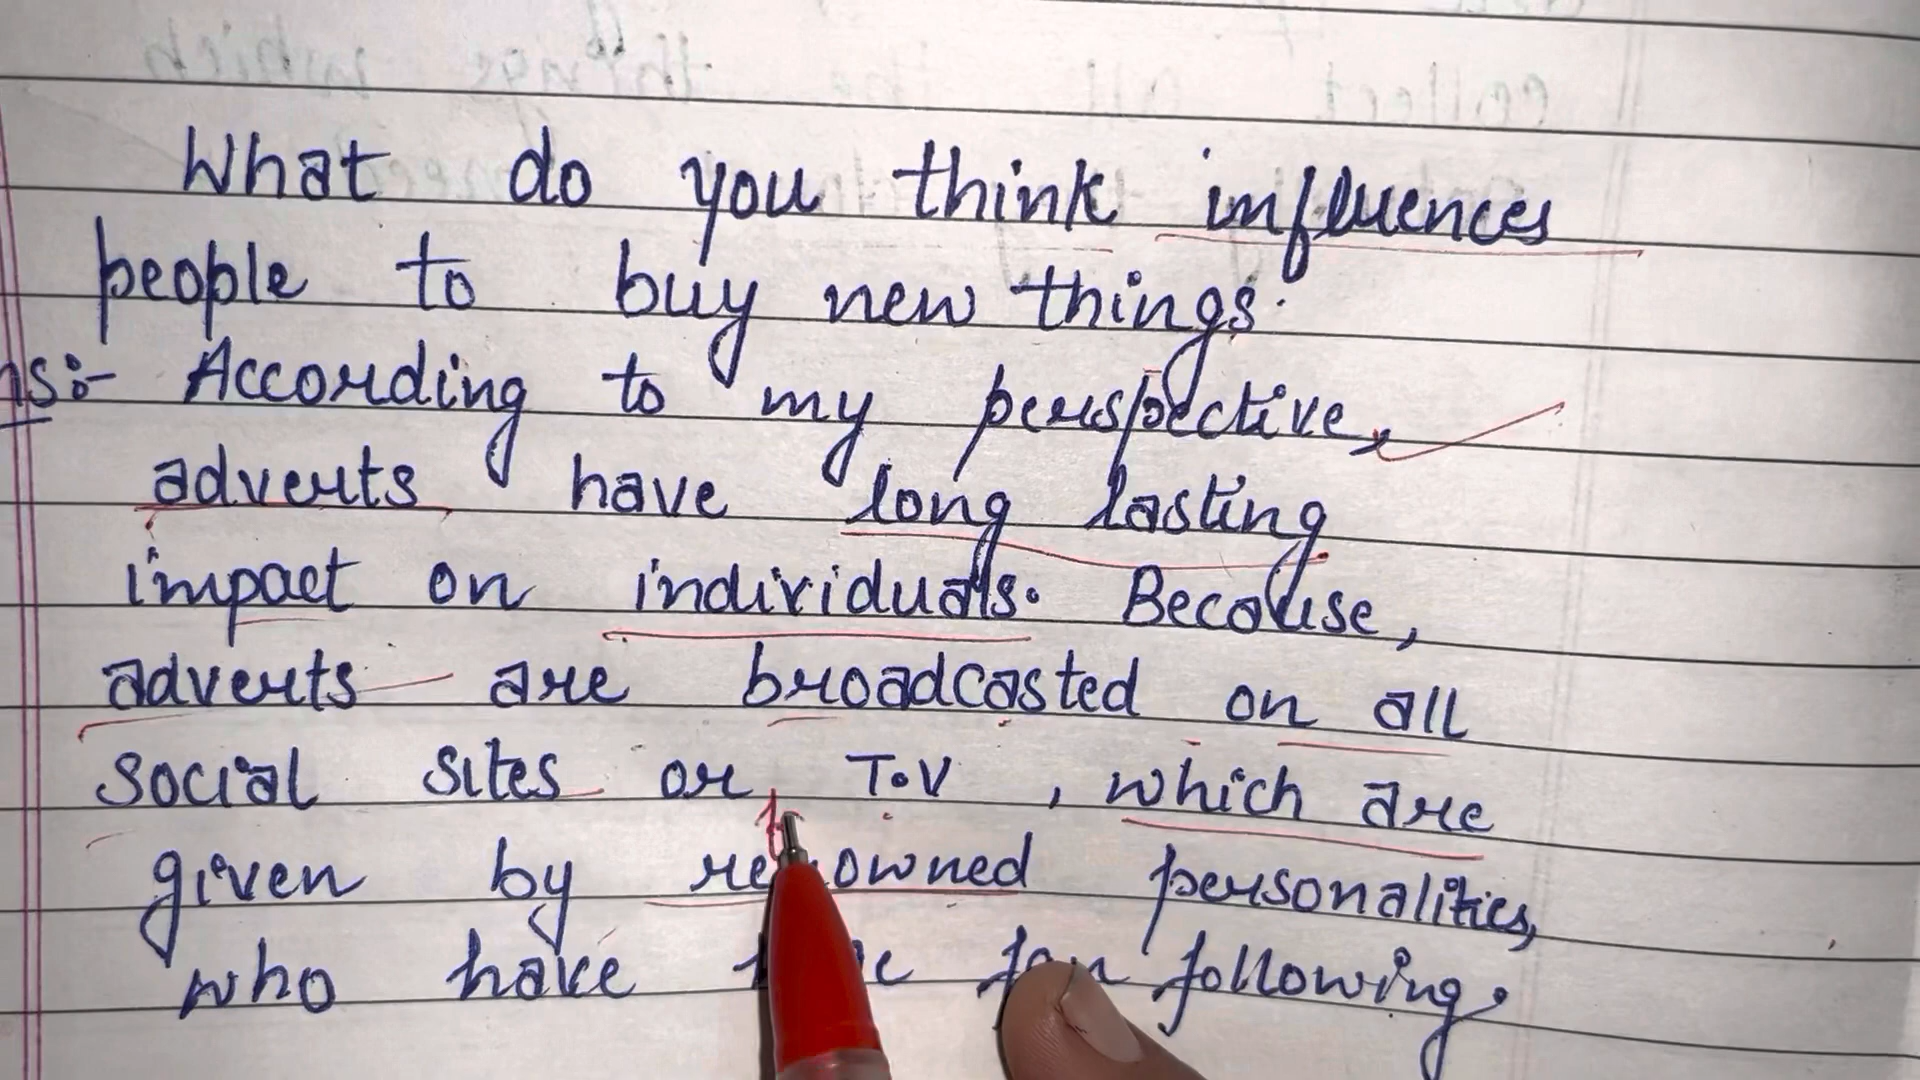 What do you think influences
people to buy new things.
ns:- According to my perspective,
adverts have long lasting
impact on individuals. Because,
adverts are broadcasted on all
social sites or T.V , which are
given by renowned personalities,
who have fan following.